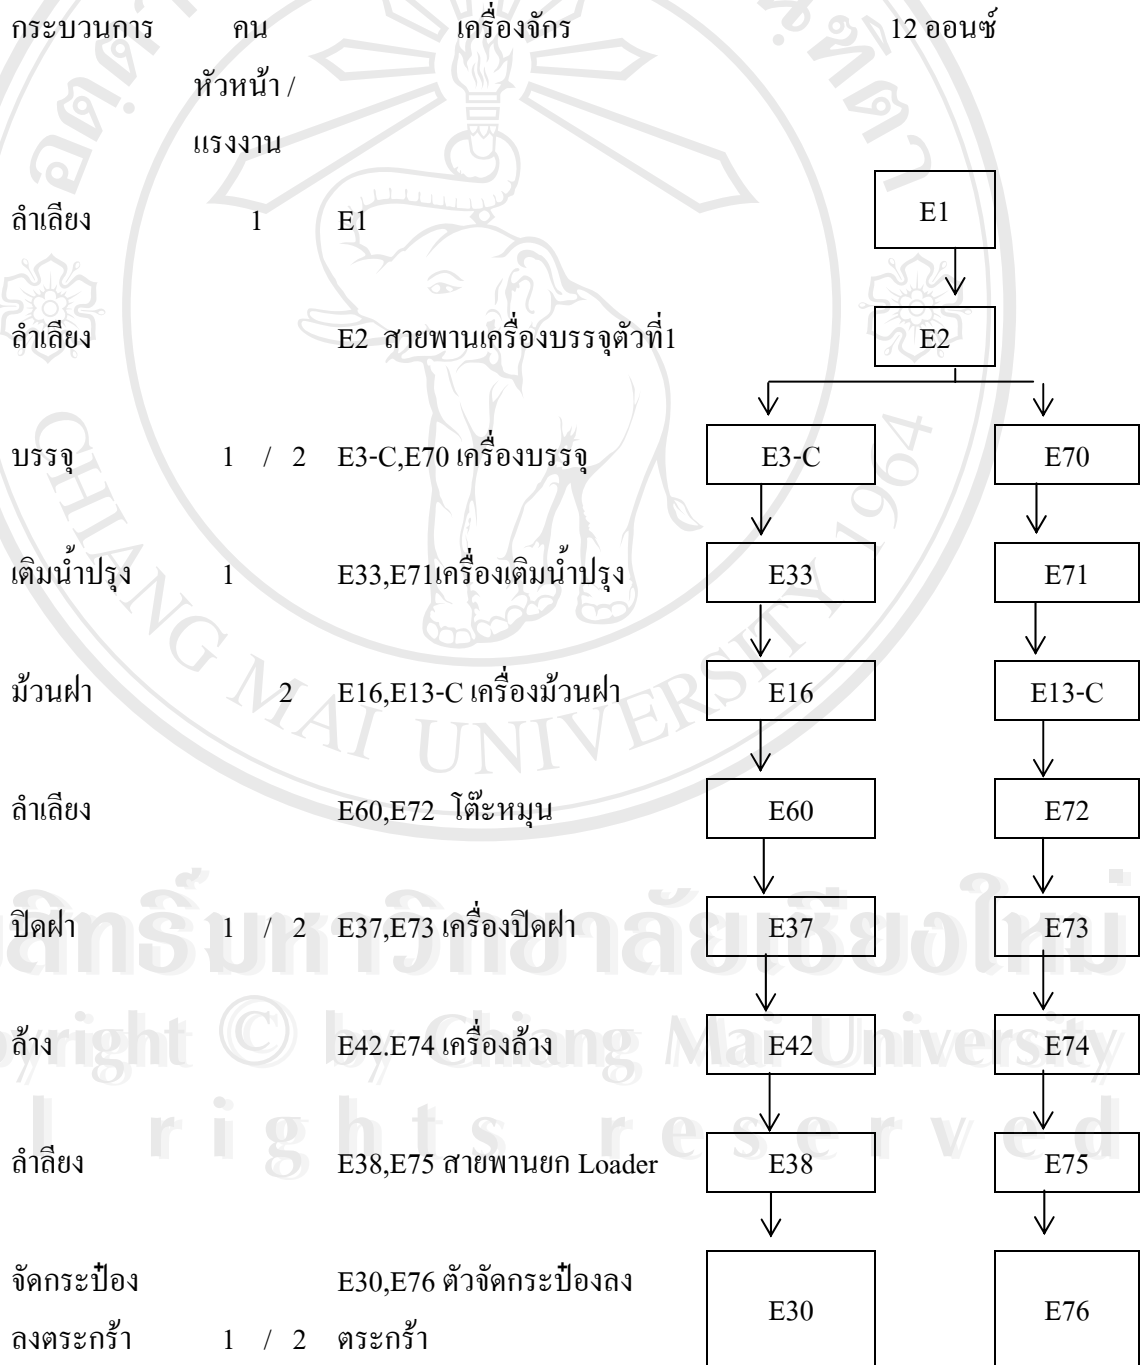 กระบวนการ คน เครื่องจักร 12 ออนซ์
หัวหน้า /
แรงงาน
ลำเลียง 1 E1 E1
ลำเลียง E2 สายพานเครื่องบรรจุตัวที่1 E2
บรรจุ 1 / 2 E3-C,E70 เครื่องบรรจุ E3-C E70
เติมน้ำปรุง 1 E33,E71เครื่องเติมน้ำปรุง E33 E71
ม้วนฝา 2 E16,E13-C เครื่องม้วนฝา E16 E13-C
ลำเลียง E60,E72 โต๊ะหมุน E60 E72
ปิดฝา 1 / 2 E37,E73 เครื่องปิดฝา E37 E73
ล้าง E42.E74 เครื่องล้าง E42 E74
ลำลียง E38,E75 สายพานยก Loader E38 E75
จัดกระป๋อง E30,E76 ตัวจัดกระป๋องลง E30 E76
ลงตระกร้า 1 / 2 ตระกร้า
CHIANG MAI UNIVERSITY 1964
สิทธิ์มหาวิทยาลัยเชียงใหม่
yright © by Chiang Mai University
l rights reserved